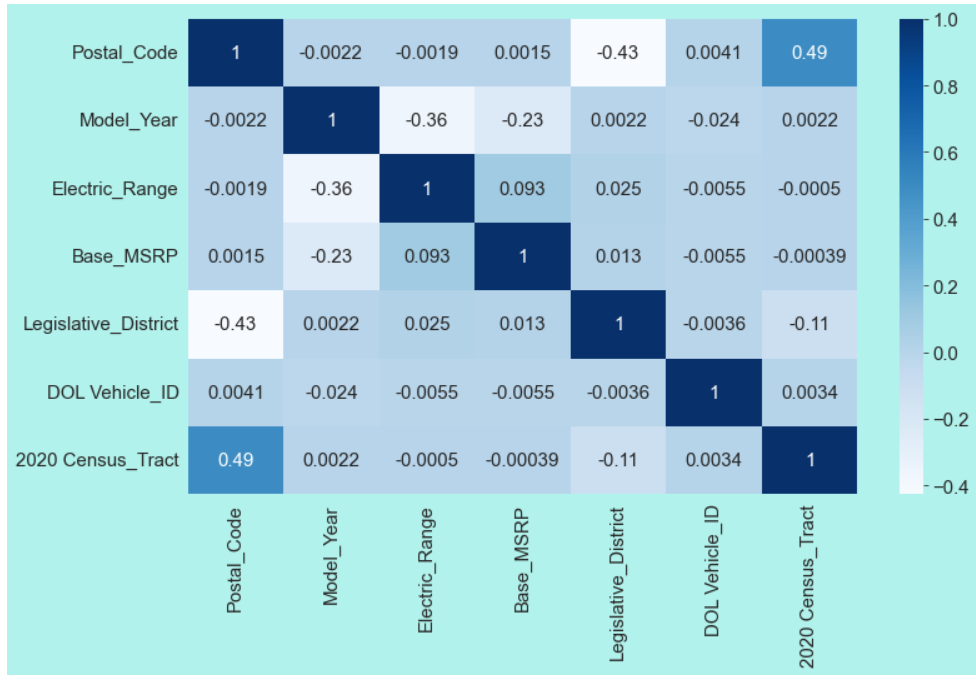 Postal_Code 1 -0.0022 -0.0019 0.0015 -0.43 0.0041 0.49
Model_Year -0.0022 1 -0.36 -0.23 0.0022 -0.024 0.0022
Electric_Range -0.0019 -0.36 1 0.093 0.025 -0.0055 -0.0005
Base_MSRP 0.0015 -0.23 0.093 1 0.013 -0.0055 -0.00039
Legislative_District -0.43 0.0022 0.025 0.013 1 -0.0036 -0.11
DOL Vehicle_ID 0.0041 -0.024 -0.0055 -0.0055 -0.0036 1 0.0034
2020 Census_Tract 0.49 0.0022 -0.0005 -0.00039 -0.11 0.0034 1
Postal_Code
Model_Year
Electric_Range
Base_MSRP
Legislative_District
DOL Vehicle_ID
2020 Census_Tract
1.0
0.8
0.6
0.4
0.2
0.0
−0.2
−0.4